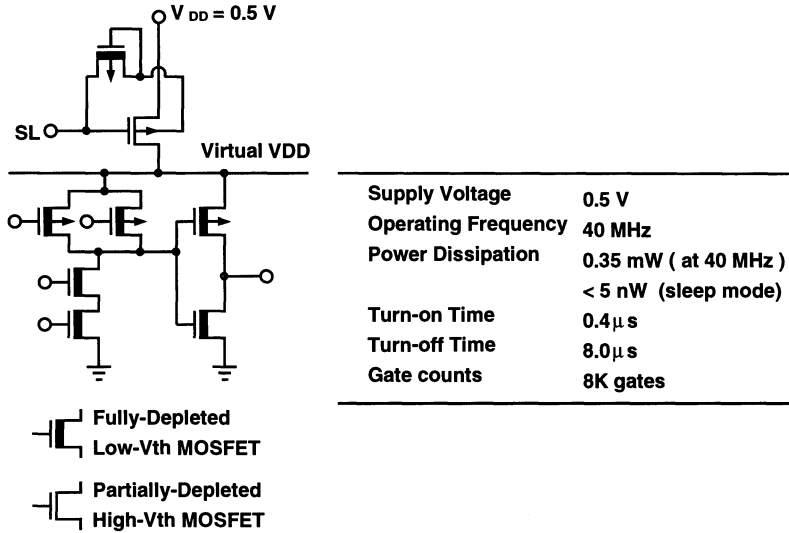 V DD = 0.5 V
SL
Virtual VDD
Supply Voltage 0.5 V
Operating Frequency 40 MHz
Power Dissipation 0.35 mW ( at 40 MHz )
< 5 nW (sleep mode)
Turn-on Time 0.4 μ s
Turn-off Time 8.0 μ s
Gate counts 8K gates
Fully-Depleted
Low-Vth MOSFET
Partially-Depleted
High-Vth MOSFET